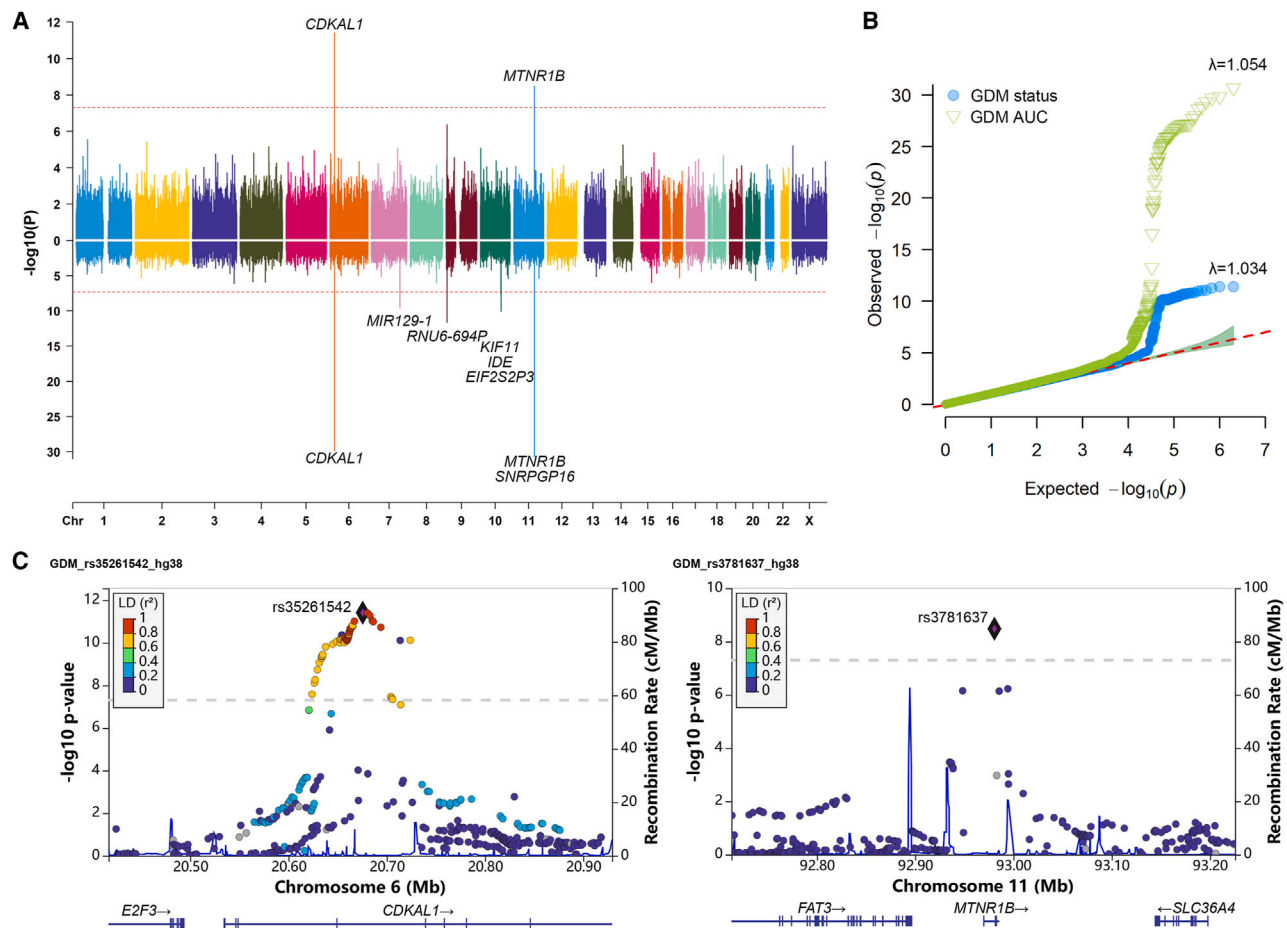 A
12
10
8
6
4
2
0
5
10
15
20
25
30
-log10(P)
CDKAL1
MTNR1B
MIR129-1
RNU6-694P
KIF11
IDE
EIF2S2P3
CDKAL1
MTNR1B
SNRPGP16
Chr 1 2 3 4 5 6 7 8 9 10 11 12 13 14 15 16 18 20 22 X
B
λ=1.054
GDM status
GDM AUC
λ=1.034
30
25
20
15
10
5
0
Observed −log10(p)
0 1 2 3 4 5 6 7
Expected −log10(p)
C
GDM_rs35261542_hg38
LD (r²)
1
0.8
0.6
0.4
0.2
0
rs35261542
12
10
8
6
4
2
0
-log10 p-value
100
80
60
40
20
0
Recombination Rate (cM/Mb)
20.50 20.60 20.70 20.80 20.90
Chromosome 6 (Mb)
E2F3→
CDKAL1→
GDM_rs3781637_hg38
LD (r²)
1
0.8
0.6
0.4
0.2
0
rs3781637
10
8
6
4
2
0
-log10 p-value
100
80
60
40
20
0
Recombination Rate (cM/Mb)
92.80 92.90 93.00 93.10 93.20
Chromosome 11 (Mb)
FAT3→
MTNR1B→
←SLC36A4